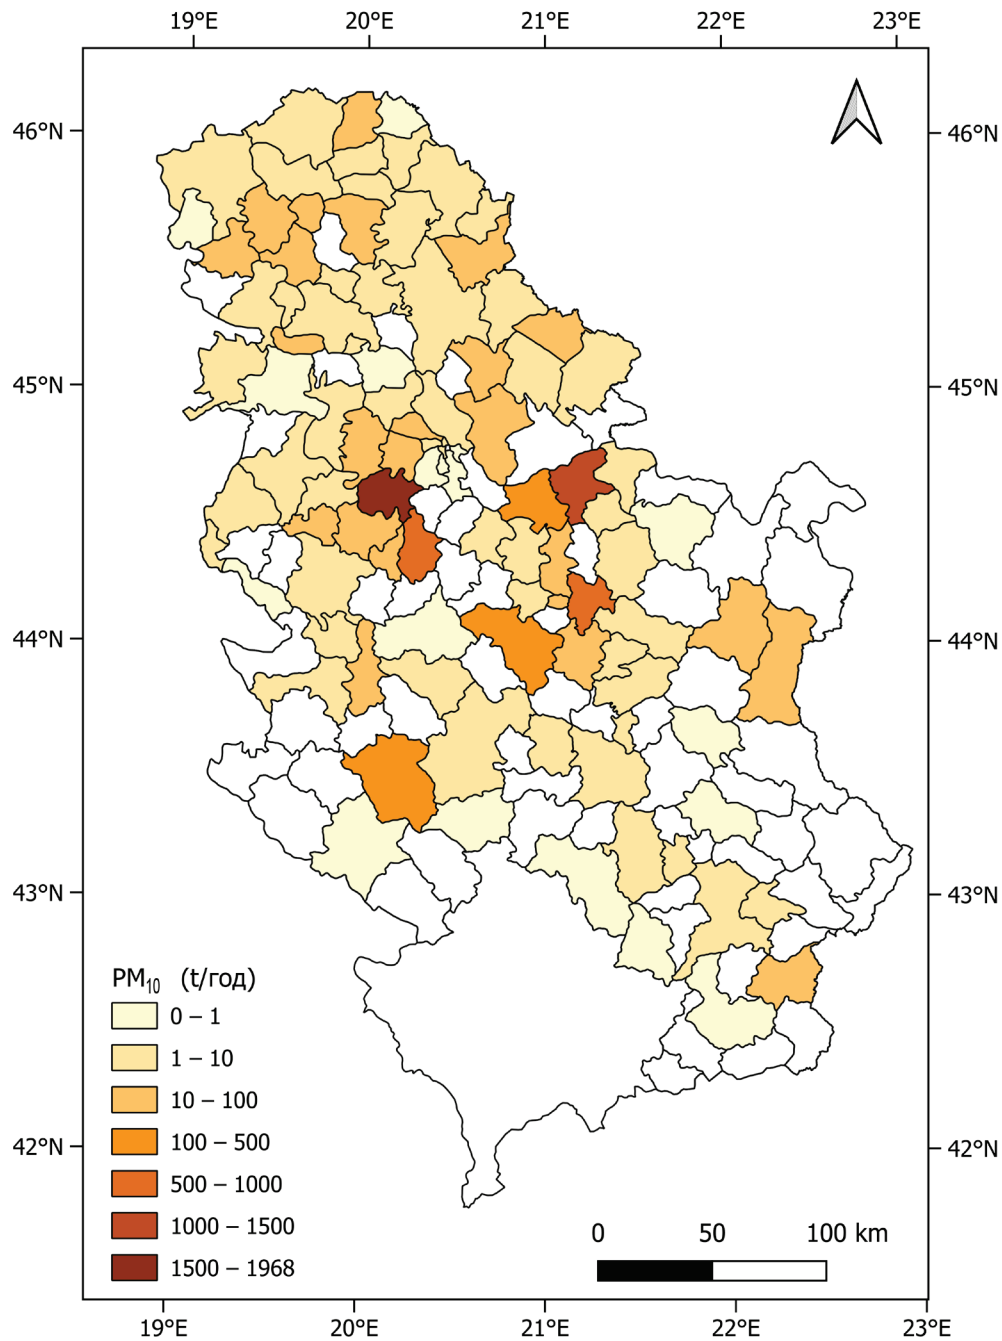 19°E 20°E 21°E 22°E 23°E
46°N 46°N
45°N 45°N
44°N 44°N
43°N 43°N
PM₁₀ (t/год)
0 – 1
1 – 10
10 – 100
42°N 42°N
100 – 500
500 – 1000
1000 – 1500
1500 – 1968
0 50 100 km
19°E 20°E 21°E 22°E 23°E